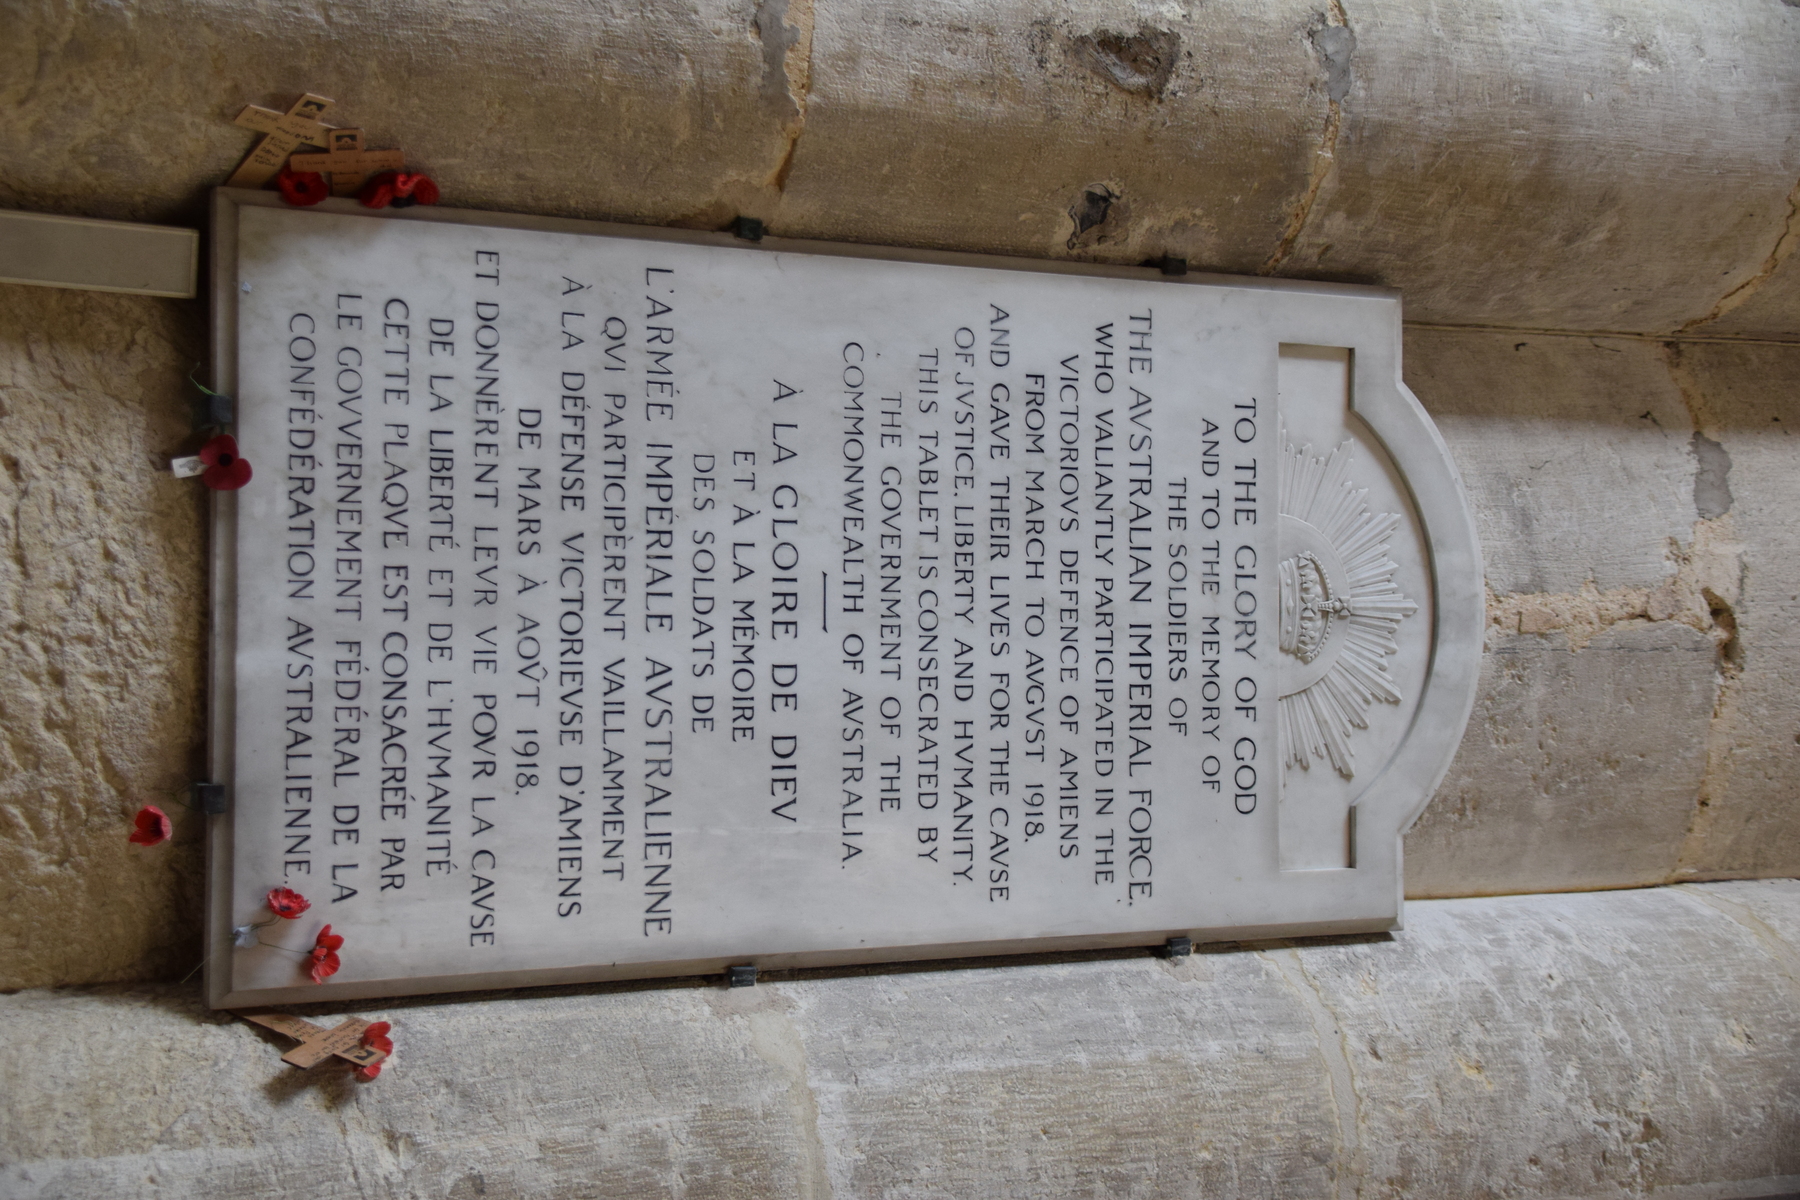 TO THE GLORY OF GOD
AND TO THE MEMORY OF
THE SOLDIERS OF
THE AVSTRALIAN IMPERIAL FORCE.
WHO VALIANTLY PARTICIPATED IN THE
VICTORIOVS DEFENCE OF AMIENS
FROM MARCH TO AVGVST 1918.
AND GAVE THEIR LIVES FOR THE CAVSE
OF JVSTICE. LIBERTY AND HVMANITY.
THIS TABLET IS CONSECRATED BY
THE GOVERNMENT OF THE
COMMONWEALTH OF AVSTRALIA.
À LA GLOIRE DE DIEV
ET À LA MÉMOIRE
DES SOLDATS DE
L'ARMÉE IMPÉRIALE AVSTRALIENNE
QVI PARTICIPÈRENT VAILLAMMENT
À LA DÉFENSE VICTORIEVSE D'AMIENS
DE MARS À AOÛT 1918.
ET DONNÈRENT LEVR VIE POVR LA CAVSE
DE LA LIBERTÉ ET DE L'HVMANITÉ
CETTE PLAQVE EST CONSACRÉE PAR
LE GOVVERNEMENT FÉDÉRAL DE LA
CONFÉDÉRATION AVSTRALIENNE.